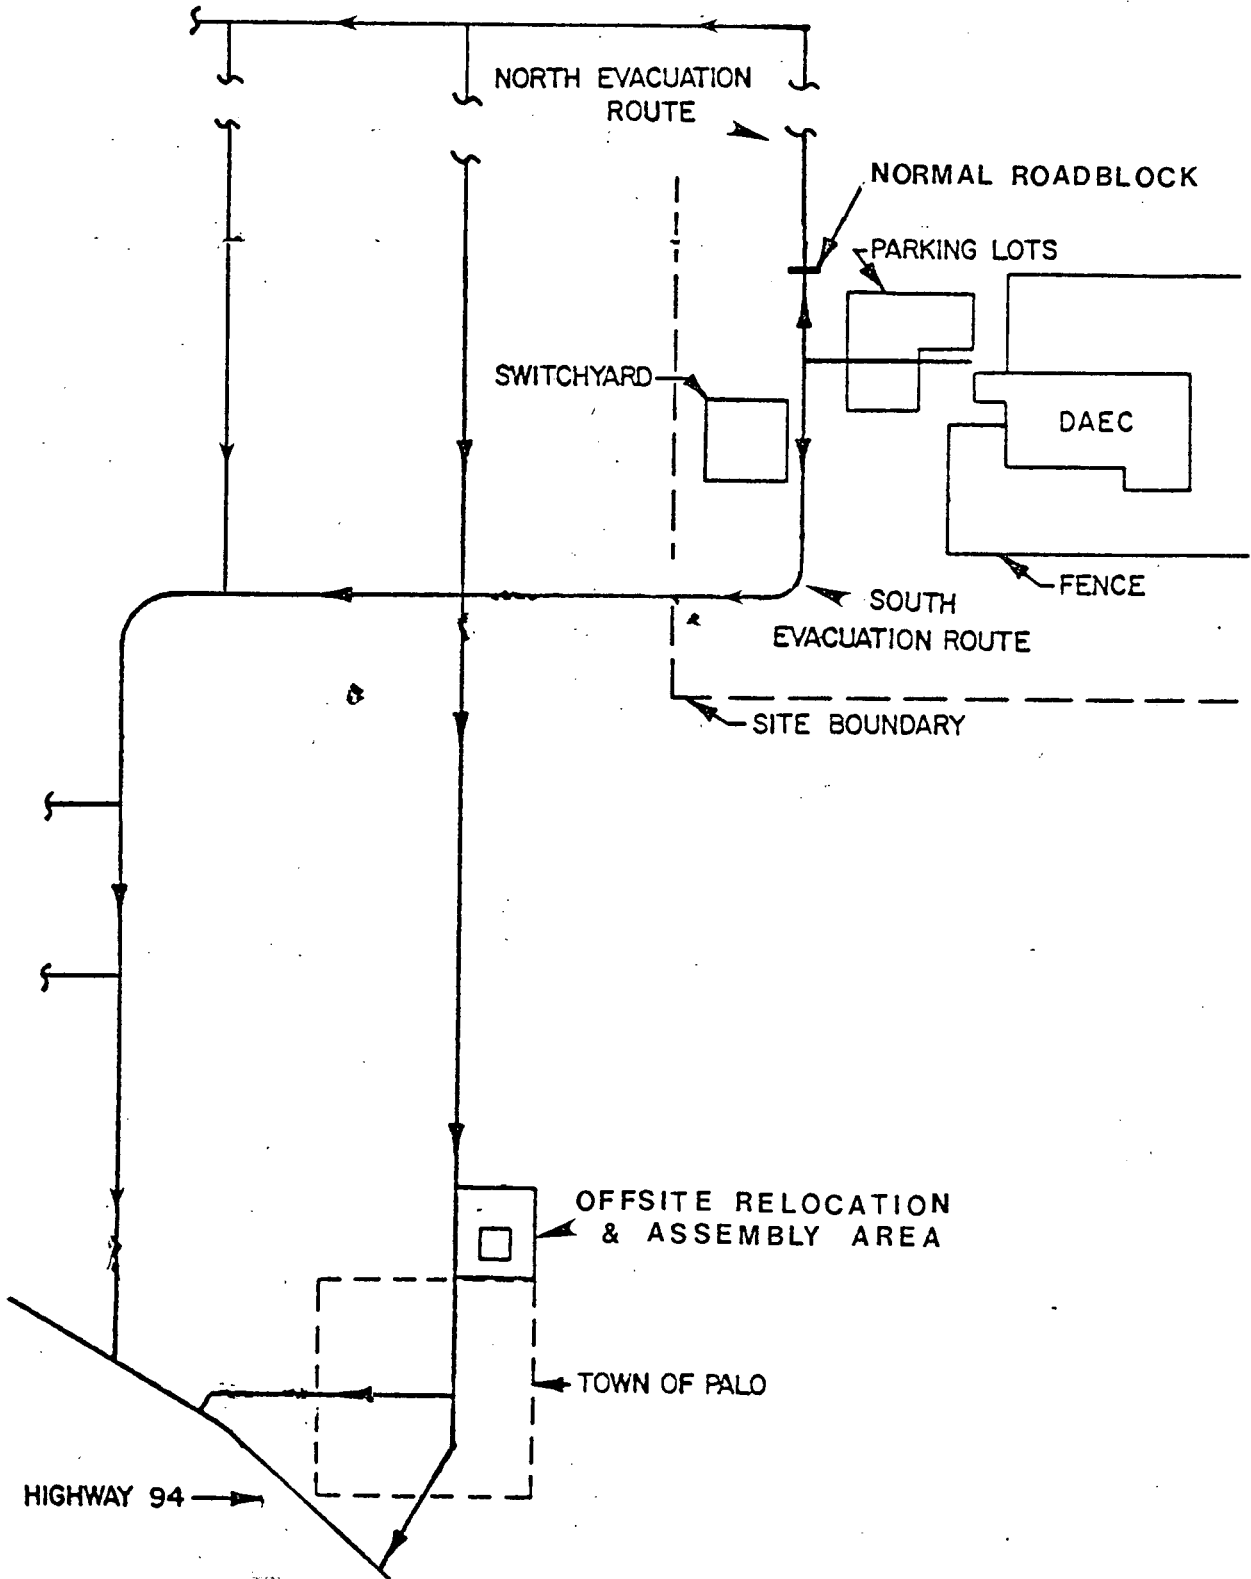 NORTH EVACUATION
ROUTE
NORMAL ROADBLOCK
PARKING LOTS
SWITCHYARD
DAEC
FENCE
SOUTH
EVACUATION ROUTE
SITE BOUNDARY
OFFSITE RELOCATION
& ASSEMBLY AREA
TOWN OF PALO
HIGHWAY 94